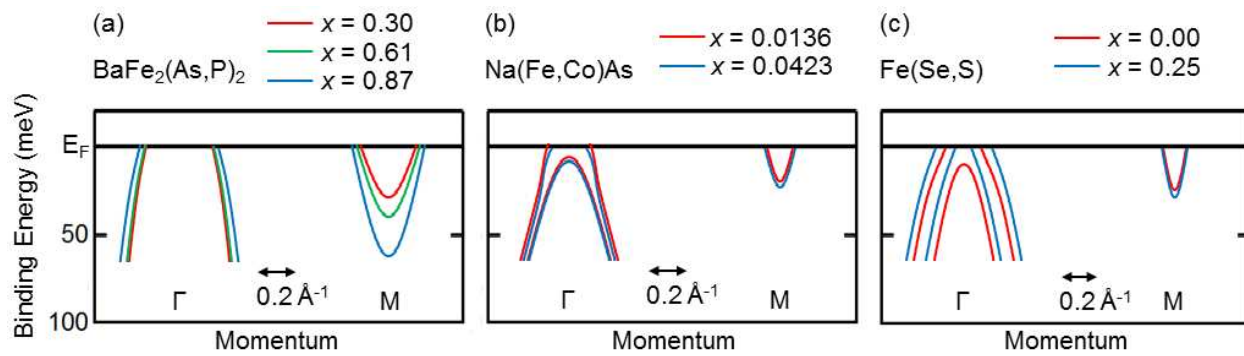 (a)
x = 0.30
x = 0.61
BaFe₂(As,P)₂
x = 0.87
(b)
x = 0.0136
Na(Fe,Co)As
x = 0.0423
(c)
x = 0.00
Fe(Se,S)
x = 0.25
Binding Energy (meV)
E_F
50
100
Γ
0.2 Å⁻¹
M
Γ
0.2 Å⁻¹
M
Γ
0.2 Å⁻¹
M
Momentum
Momentum
Momentum